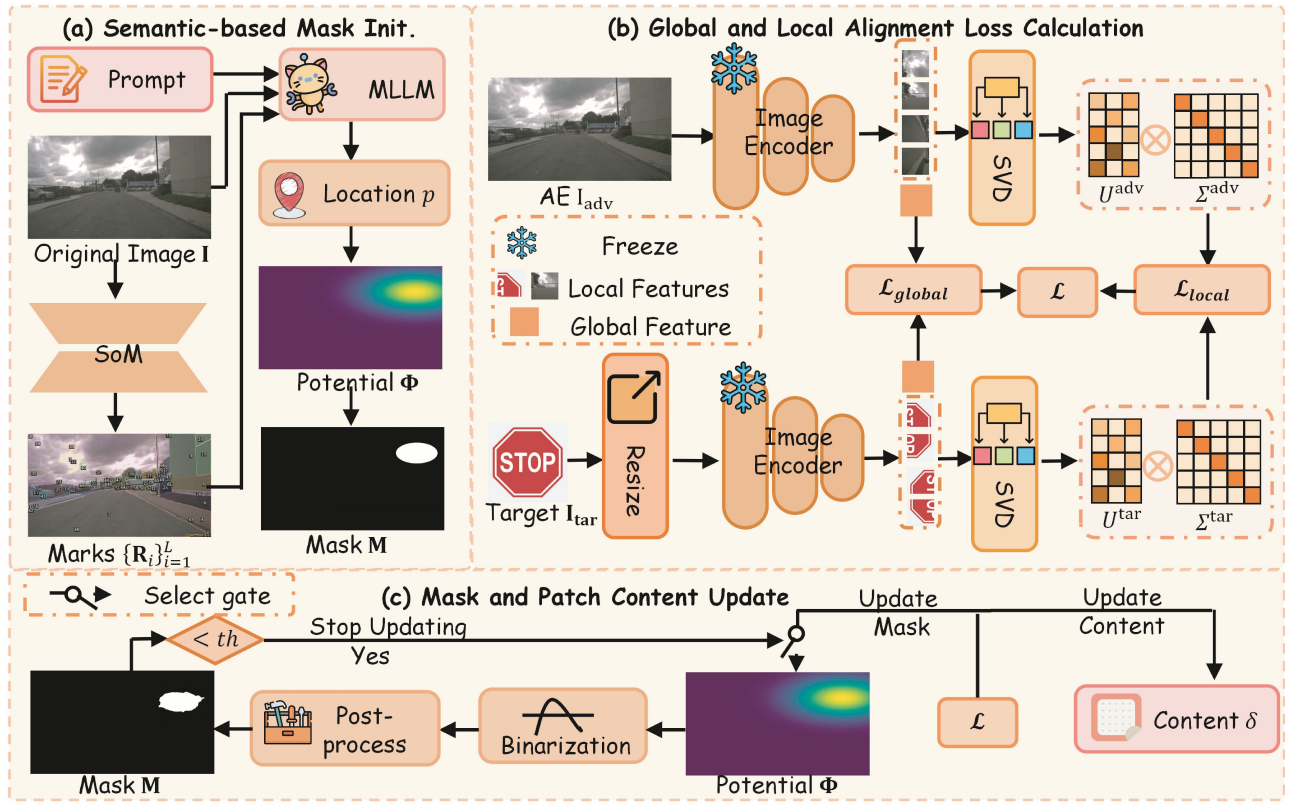 (a) Semantic-based Mask Init.
Prompt
MLLM
Original Image I
Location p
SoM
Potential Φ
Marks {R_i}_{i=1}^L
Mask M
(b) Global and Local Alignment Loss Calculation
AE I_adv
Image
Encoder
SVD
U^adv
Σ^adv
Freeze
Local Features
Global Feature
ℒ_global
ℒ
ℒ_local
STOP
Target I_tar
Resize
Image
Encoder
SVD
U^tar
Σ^tar
(c) Mask and Patch Content Update
Select gate
< th
Stop Updating
Yes
Update
Mask
Update
Content
Mask M
Post-
process
Binarization
Potential Φ
ℒ
Content δ